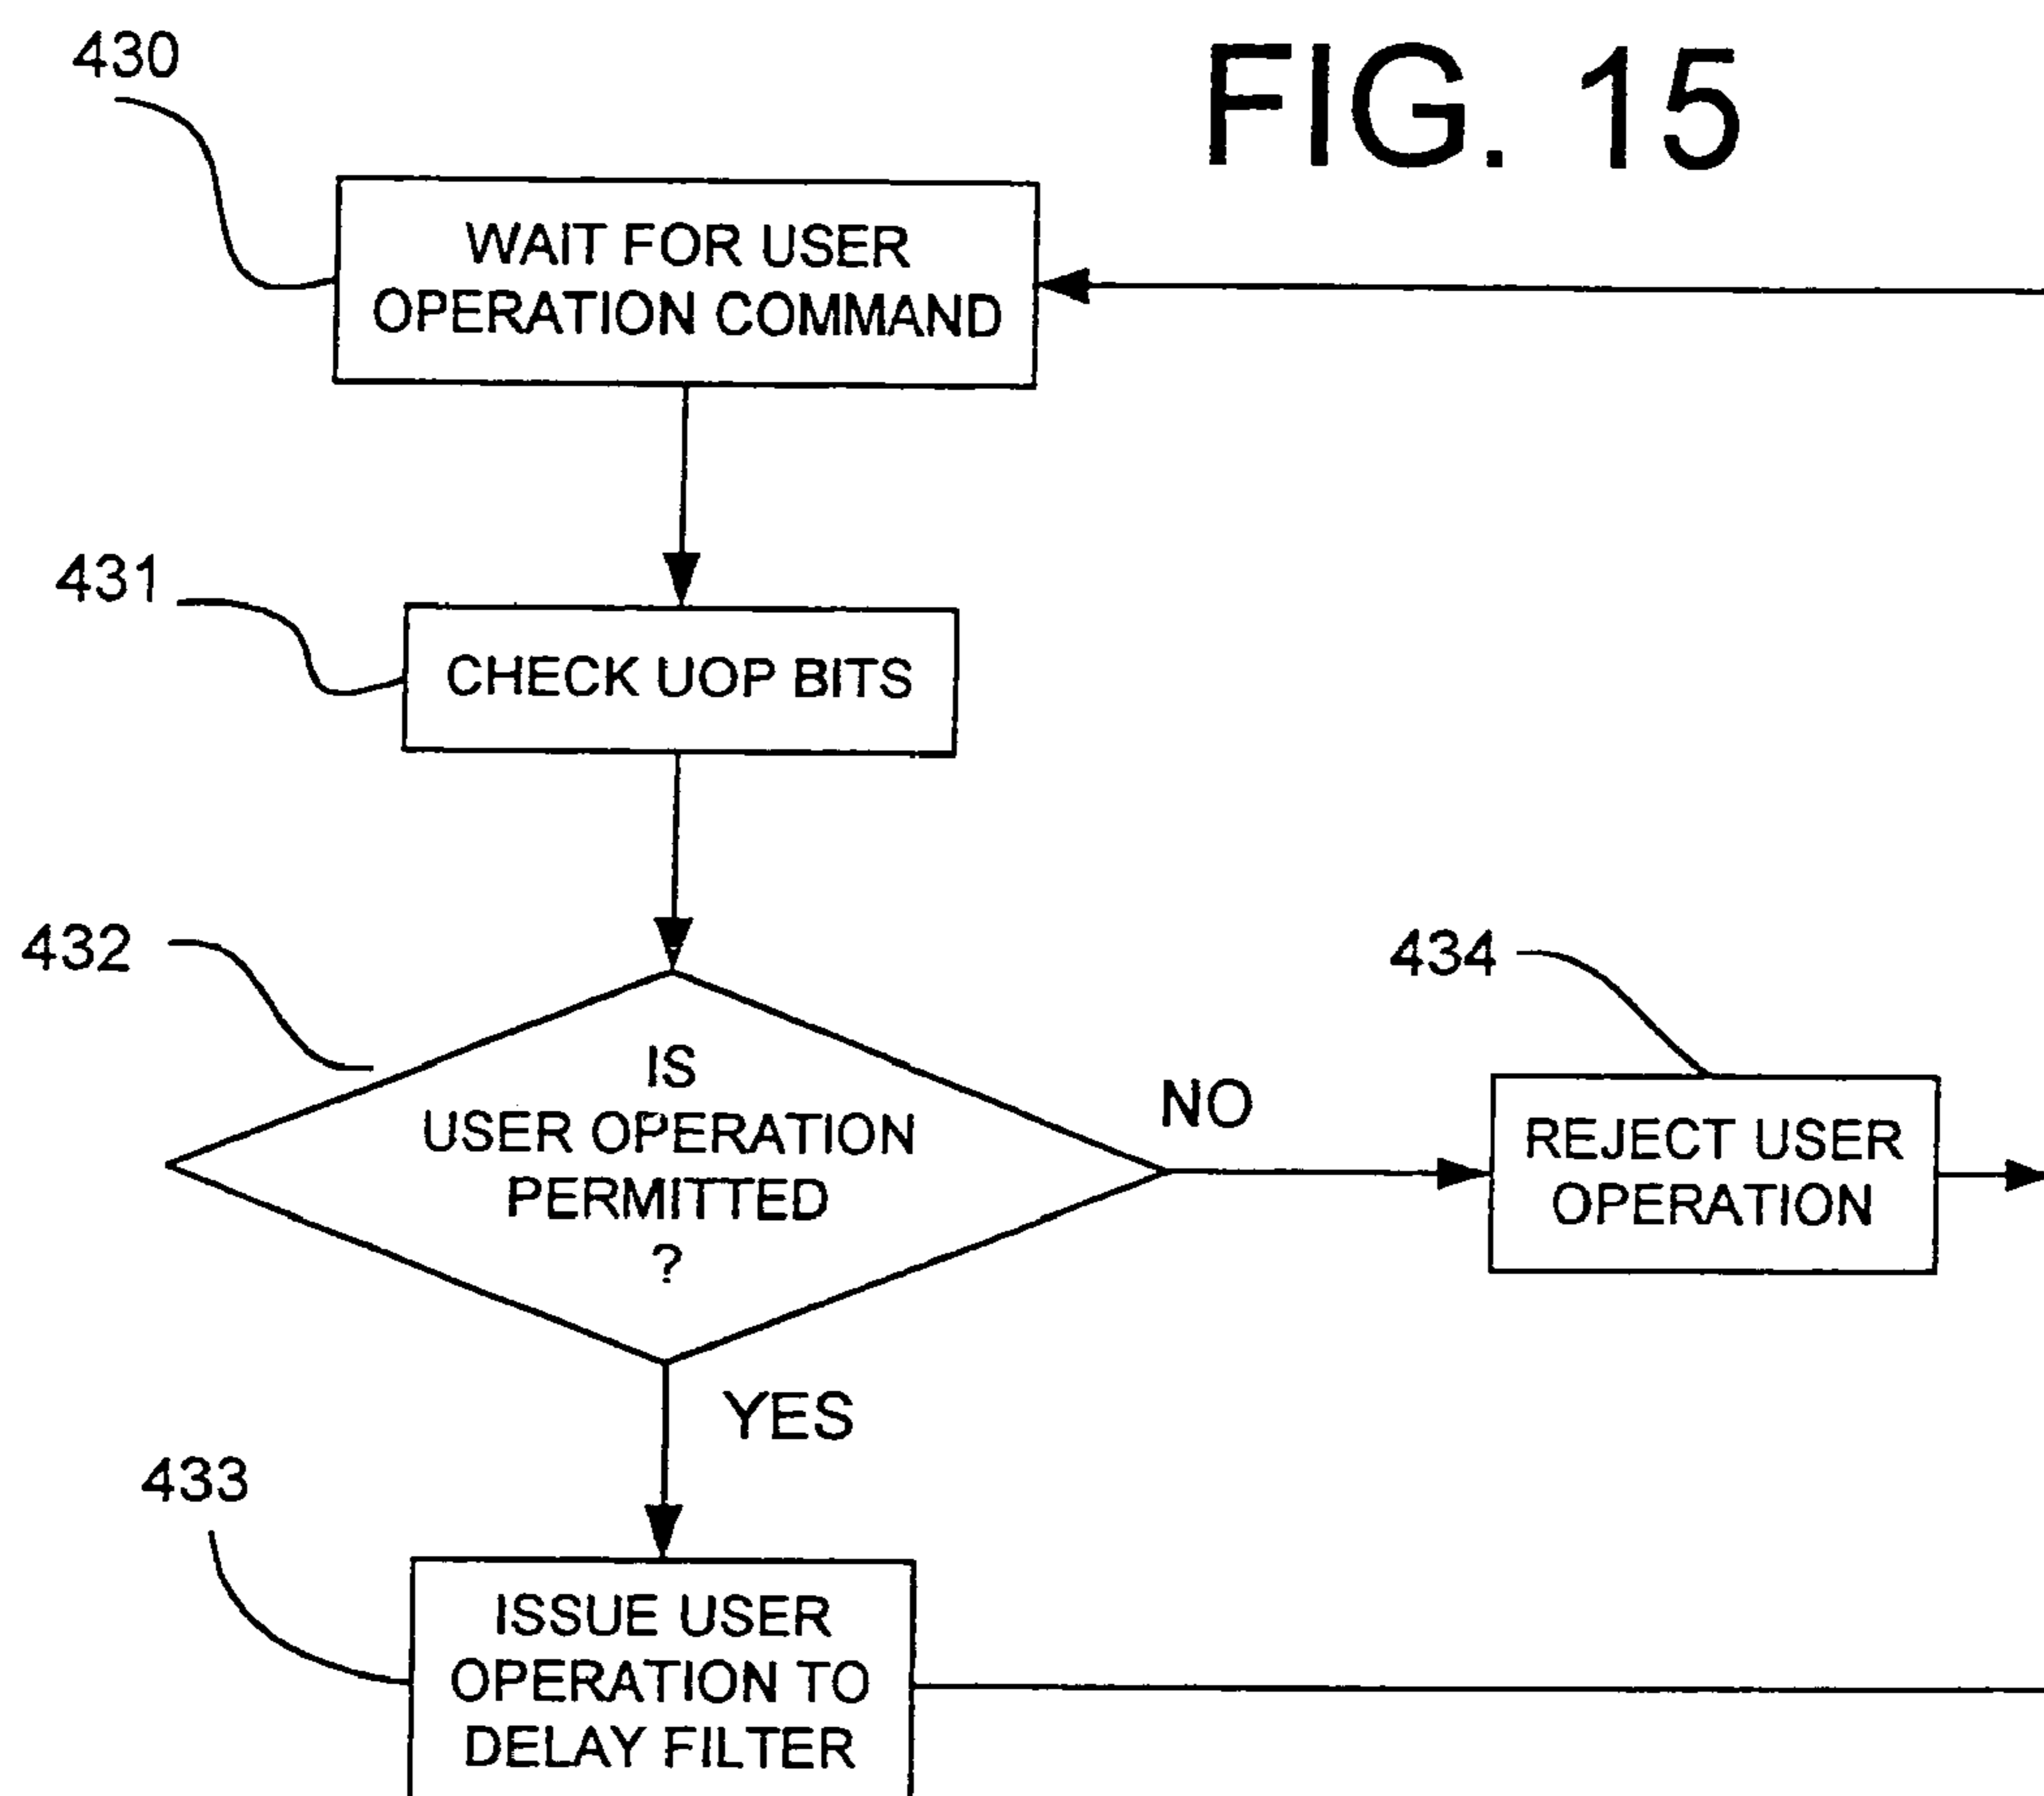 FIG. 15
430
WAIT FOR USER
OPERATION COMMAND
431
CHECK UOP BITS
432
IS
USER OPERATION
PERMITTED
?
NO
434
REJECT USER
OPERATION
YES
433
ISSUE USER
OPERATION TO
DELAY FILTER